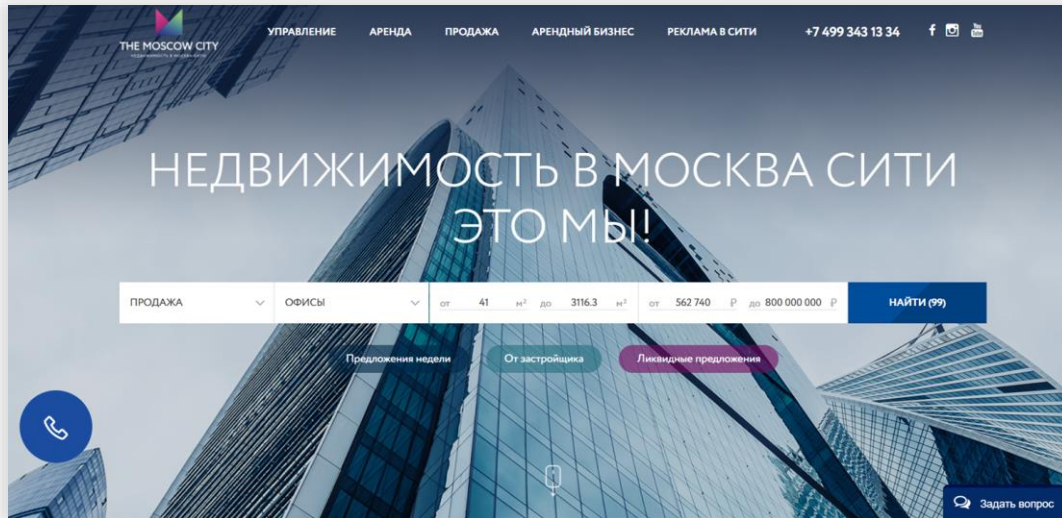 THE MOSCOW CITY
УПРАВЛЕНИЕ АРЕНДА ПРОДАЖА АРЕНДНЫЙ БИЗНЕС РЕКЛАМА В СИТИ +7 499 343 13 34 f You Tube
НЕДВИЖИМОСТЬ В МОСКВА СИТИ
ЭТО МЫ!
ПРОДАЖА ОФИСЫ от 41 м² до 3116.3 м² от 562 740 ₽ до 800 000 000 ₽ НАЙТИ (99)
Предложения недели От застройщика Ликвидные предложения
Задать вопрос